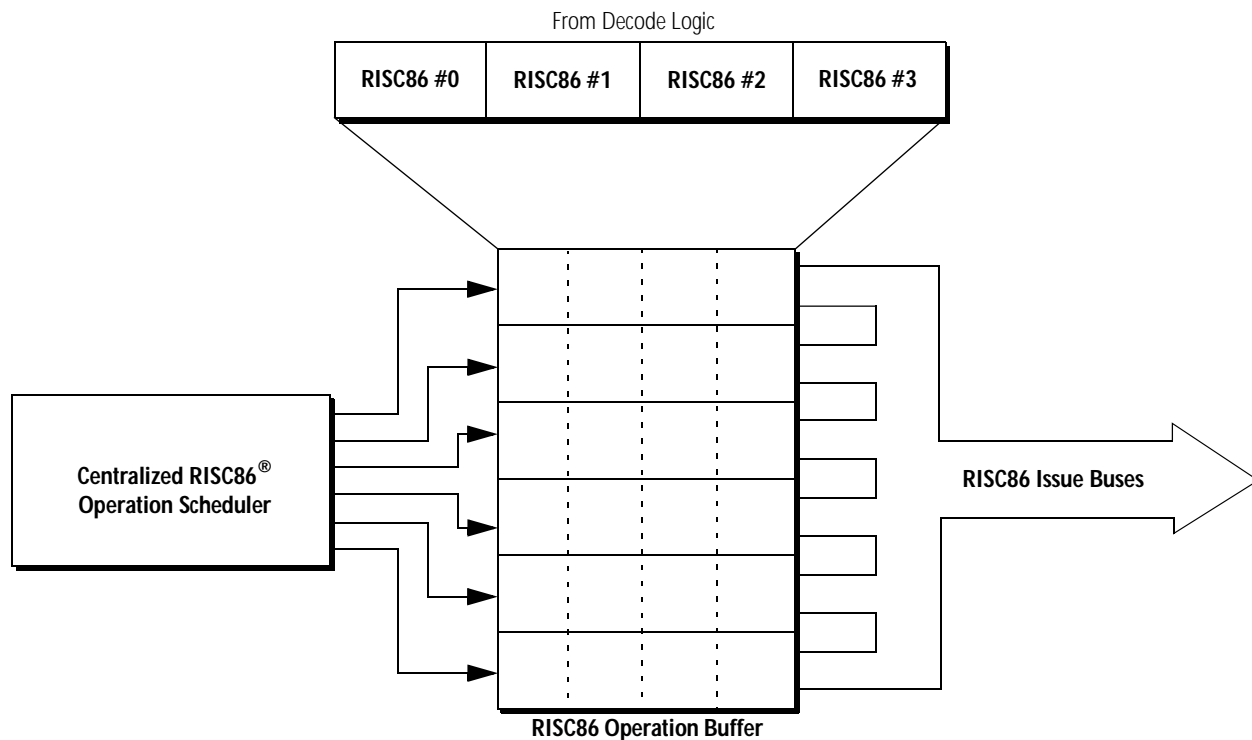 From Decode Logic
RISC86 #0
RISC86 #1
RISC86 #2
RISC86 #3
Centralized RISC86®
Operation Scheduler
RISC86 Issue Buses
RISC86 Operation Buffer